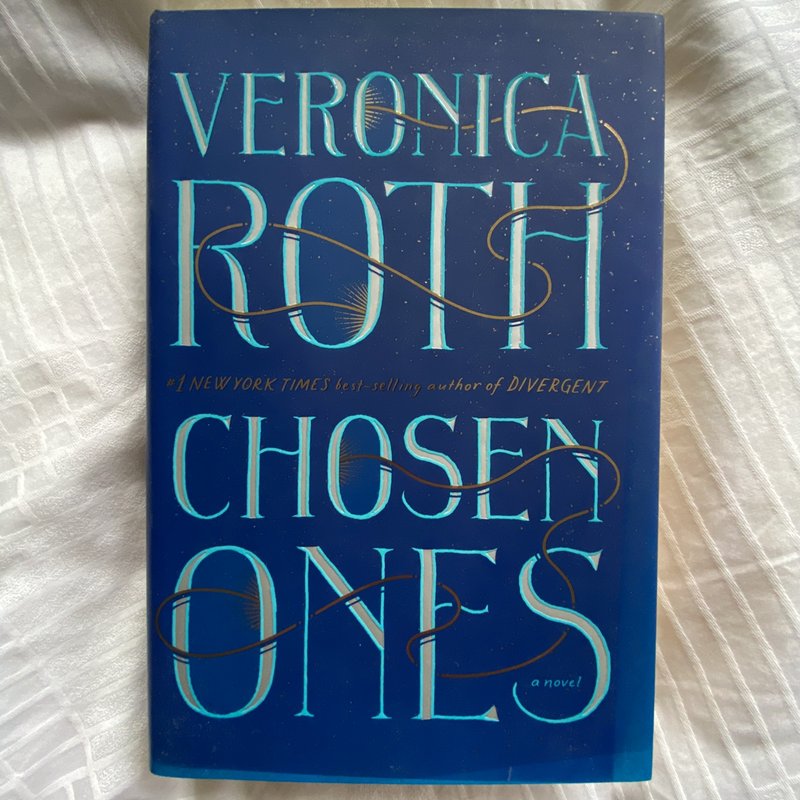 VERONICA
ROTH
#1 NEW YORK TIMES best-selling author of DIVERGENT
CHOSEN
ONES
a novel